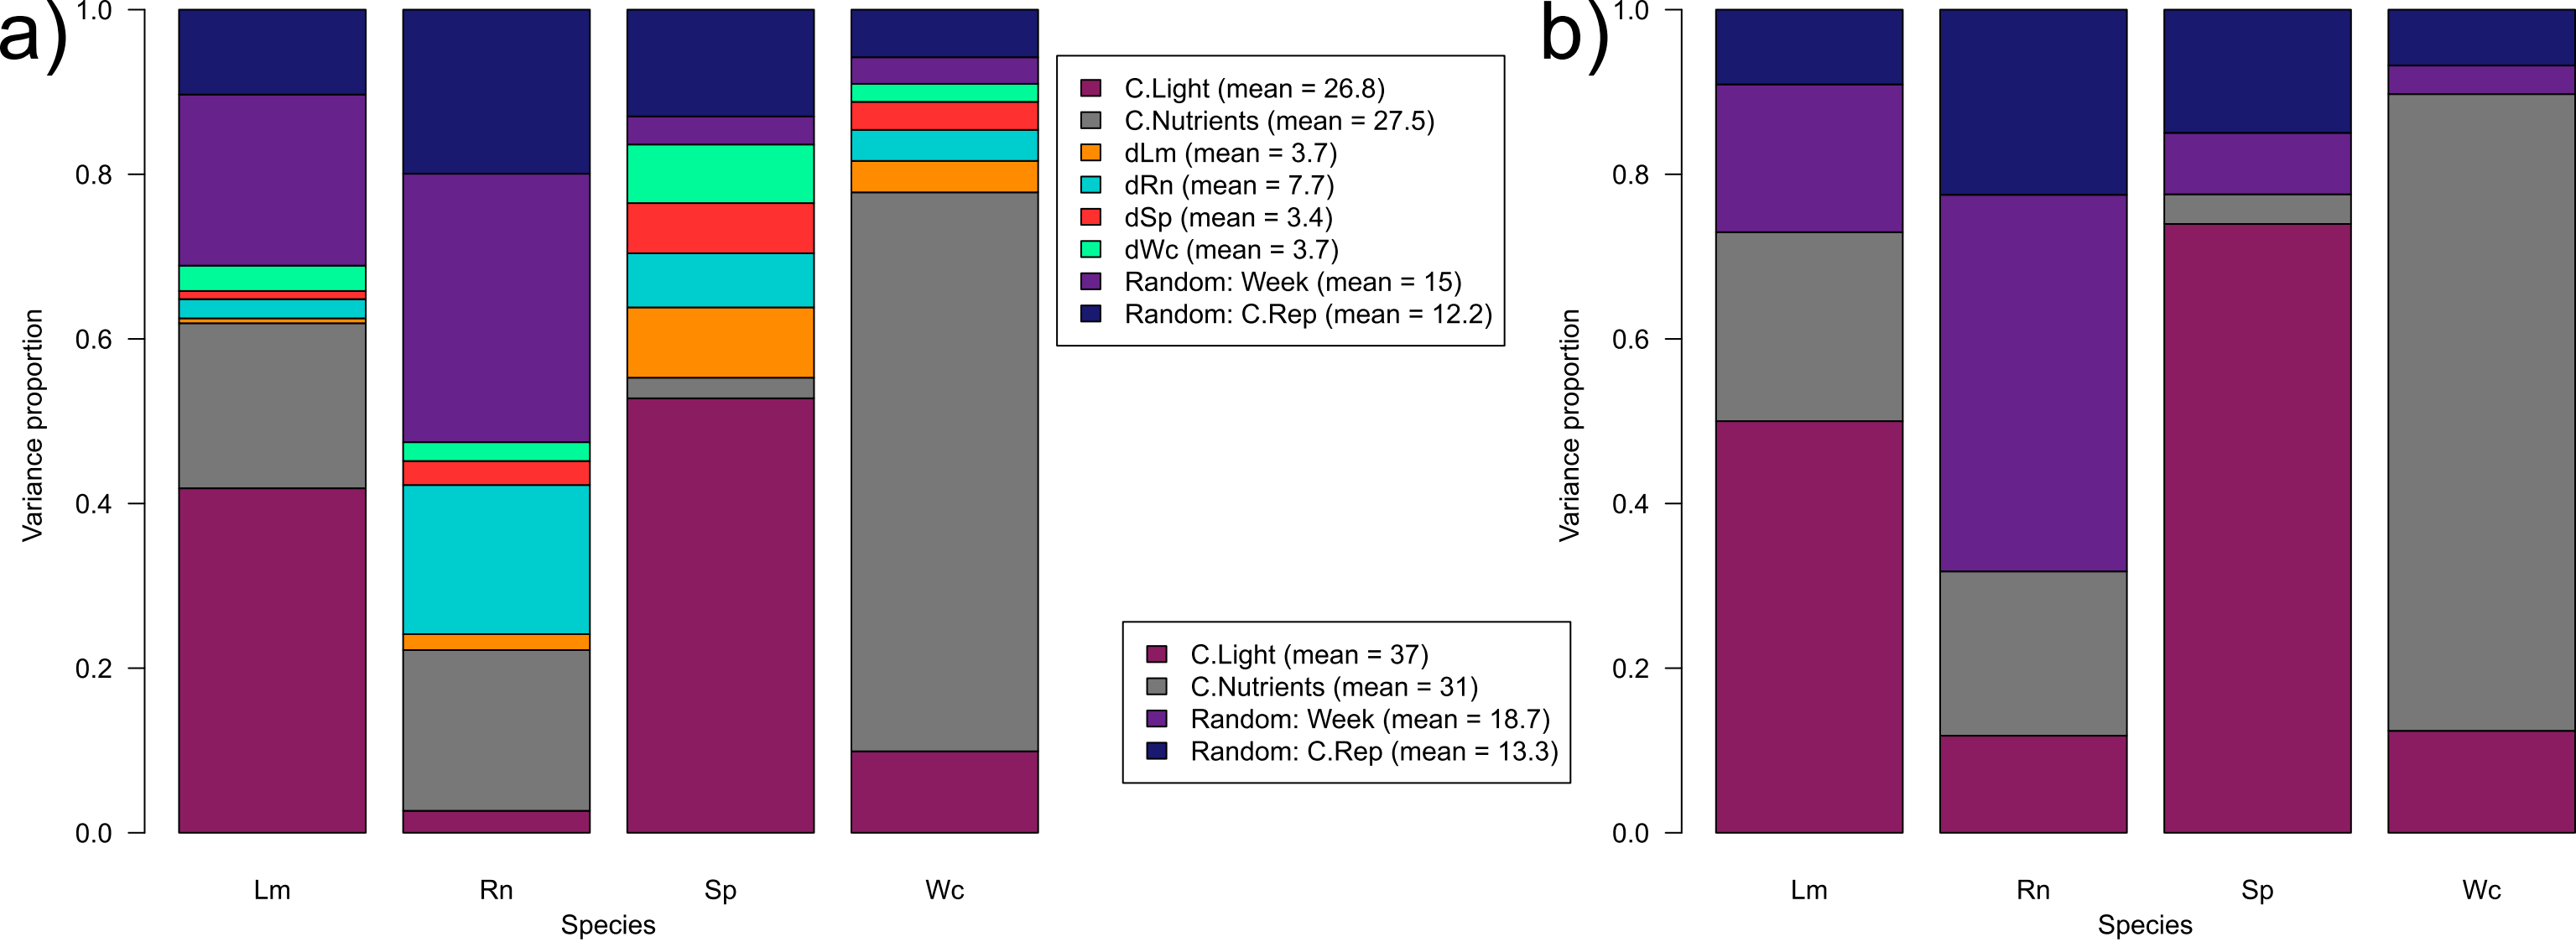 a)
1.0
0.8
0.6
0.4
0.2
0.0
Variance proportion
Lm Rn Sp Wc
Species
C.Light (mean = 26.8)
C.Nutrients (mean = 27.5)
dLm (mean = 3.7)
dRn (mean = 7.7)
dSp (mean = 3.4)
dWc (mean = 3.7)
Random: Week (mean = 15)
Random: C.Rep (mean = 12.2)
C.Light (mean = 37)
C.Nutrients (mean = 31)
Random: Week (mean = 18.7)
Random: C.Rep (mean = 13.3)
b)
1.0
0.8
0.6
0.4
0.2
0.0
Variance proportion
Lm Rn Sp Wc
Species